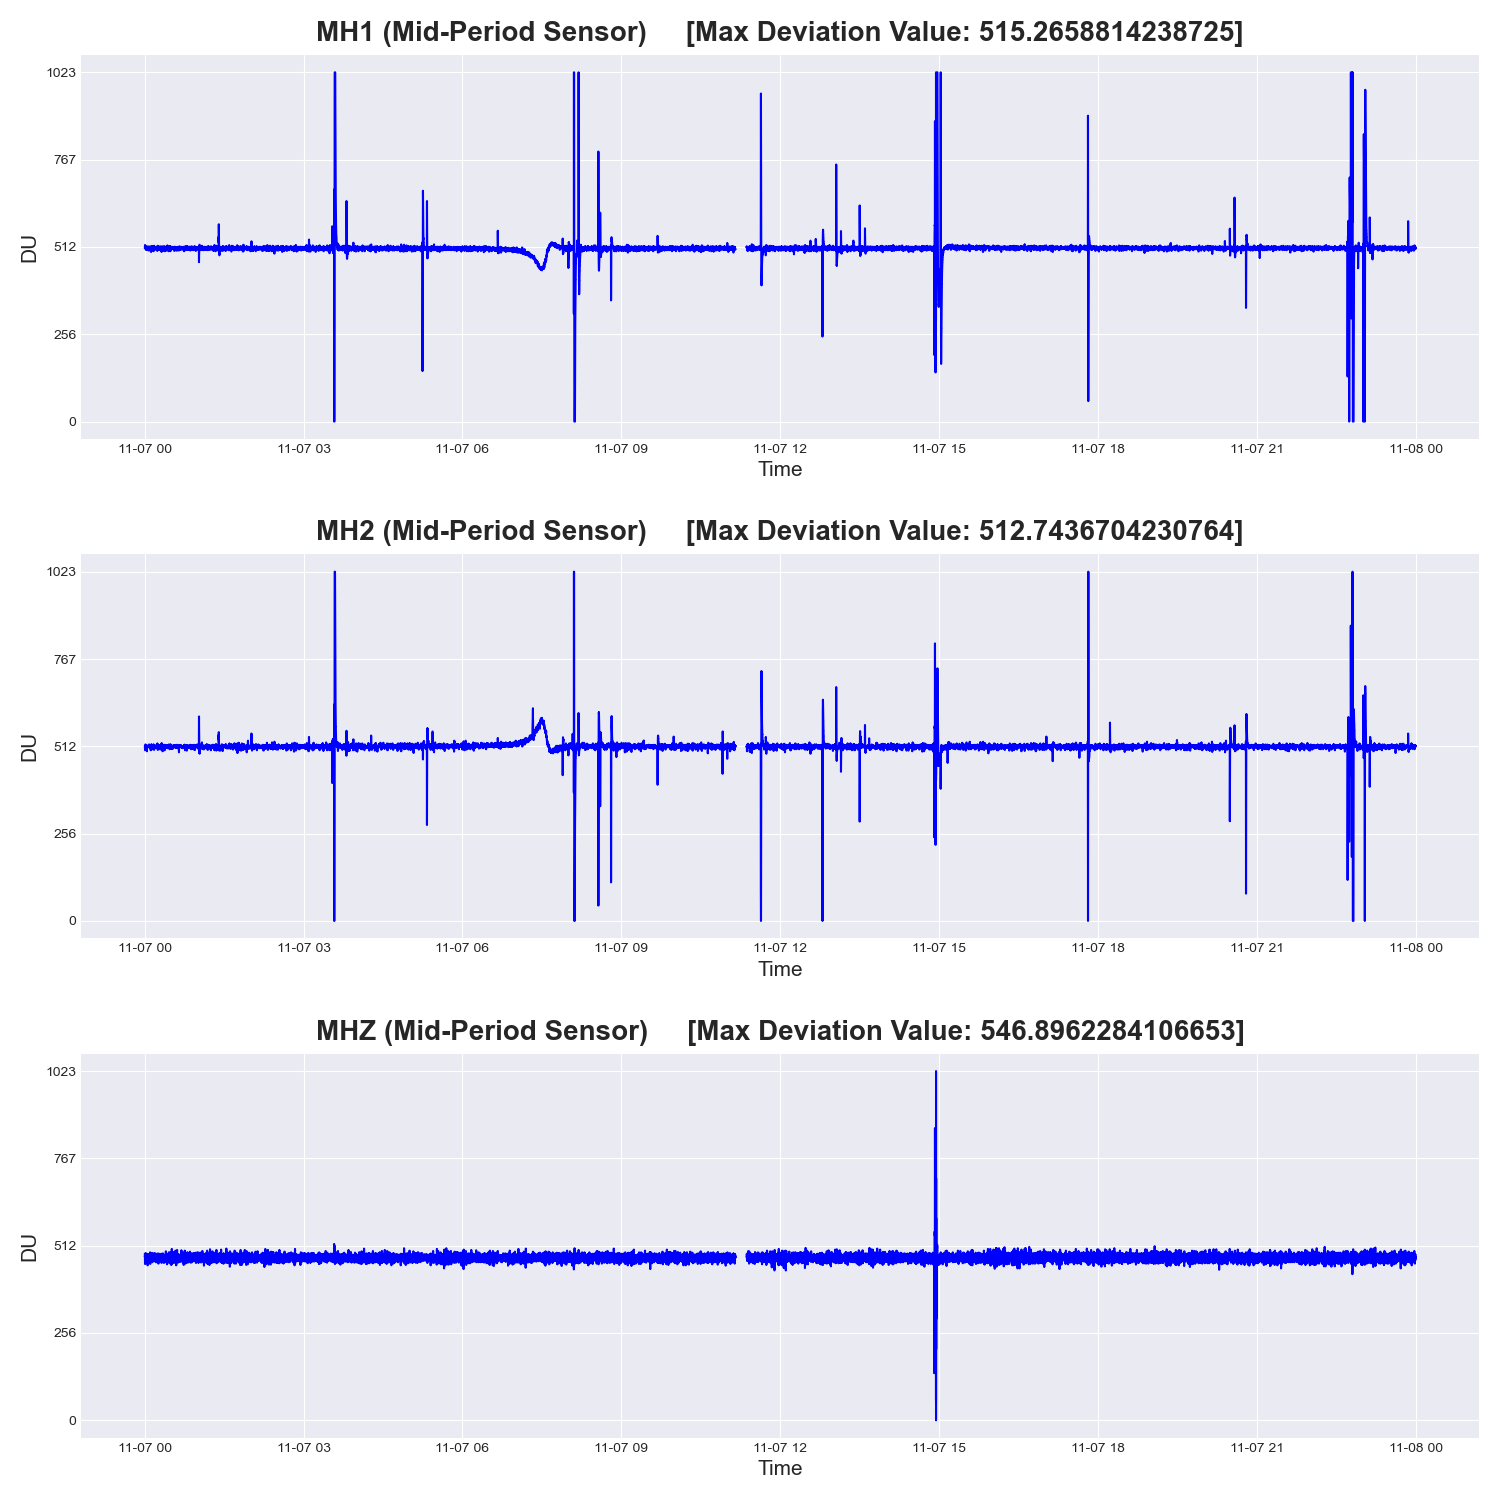 MH1 (Mid-Period Sensor)     [Max Deviation Value: 515.2658814238725]
1023
767
512
256
0
DU
11-07 00 11-07 03 11-07 06 11-07 09 11-07 12 11-07 15 11-07 18 11-07 21 11-08 00
Time
MH2 (Mid-Period Sensor)     [Max Deviation Value: 512.7436704230764]
1023
767
512
256
0
DU
11-07 00 11-07 03 11-07 06 11-07 09 11-07 12 11-07 15 11-07 18 11-07 21 11-08 00
Time
MHZ (Mid-Period Sensor)     [Max Deviation Value: 546.8962284106653]
1023
767
512
256
0
DU
11-07 00 11-07 03 11-07 06 11-07 09 11-07 12 11-07 15 11-07 18 11-07 21 11-08 00
Time